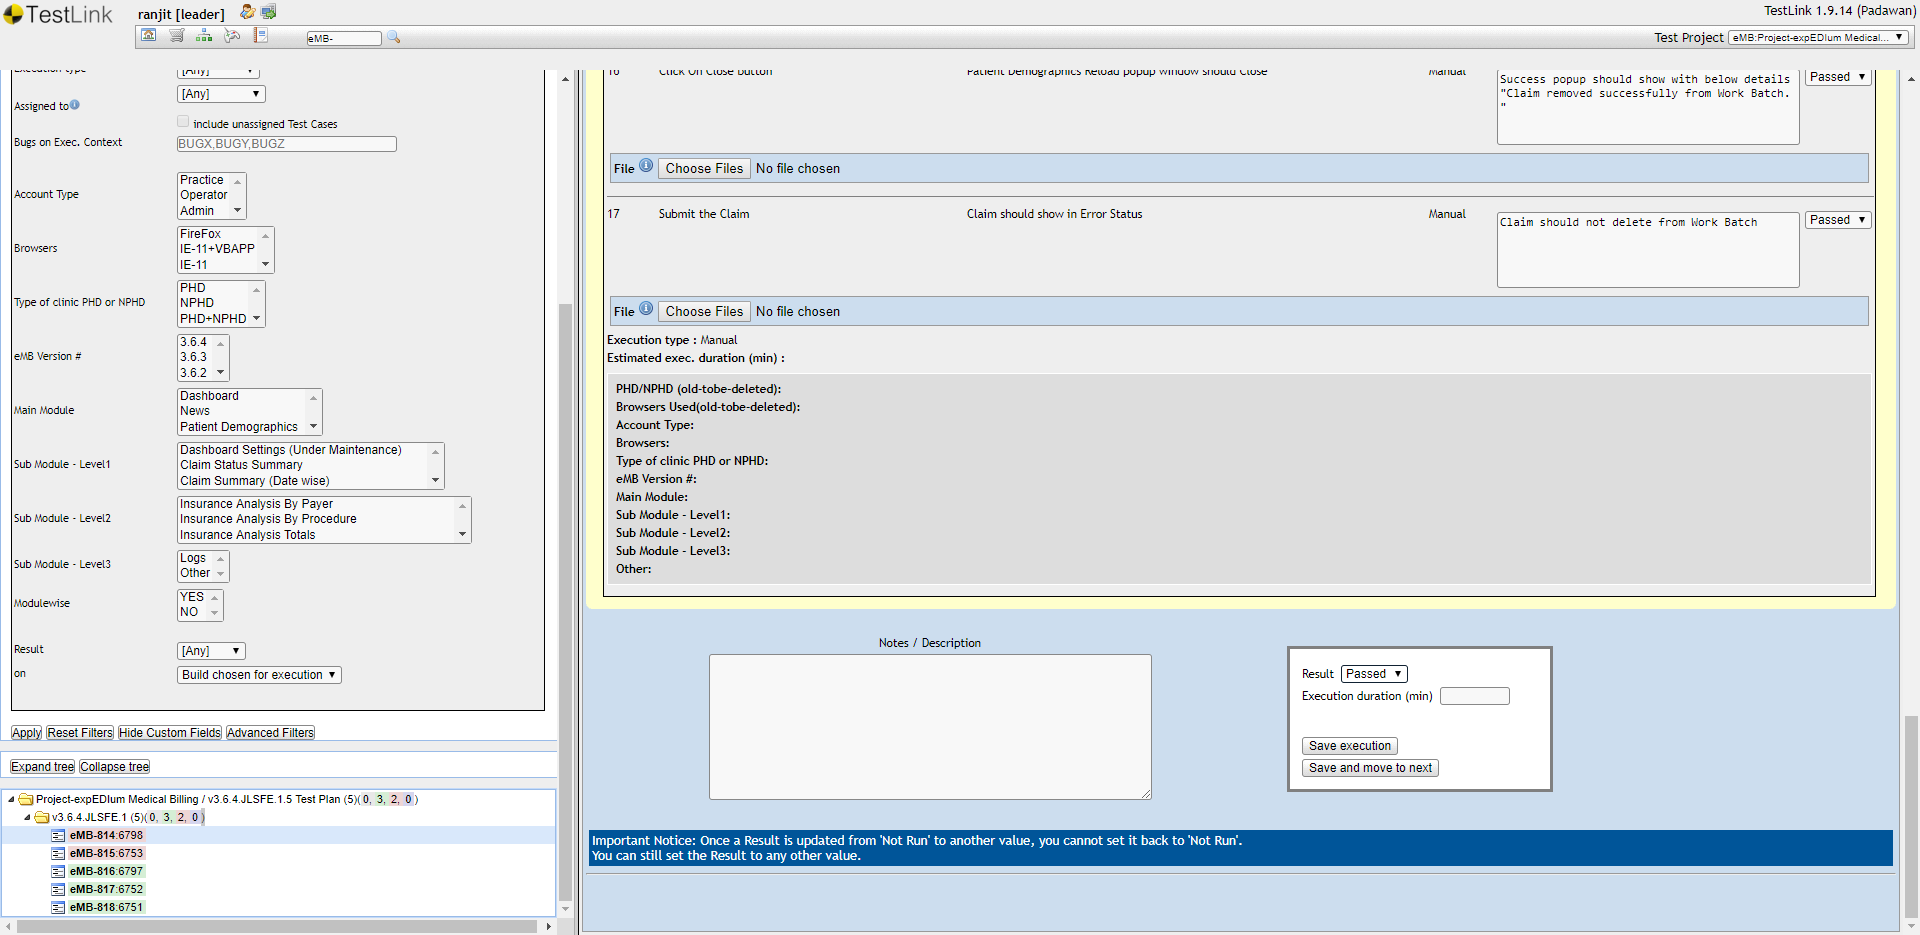 TestLink
ranjit [leader]
TestLink 1.9.14 (Padawan)
eMB-
Test Project eMB:Project-expEDIum Medical...
Execution type [Any]
Assigned to [Any]
include unassigned Test Cases
Bugs on Exec. Context BUGX,BUGY,BUGZ
Account Type
Practice
Operator
Admin
Browsers
FireFox
IE-11+VBAPP
IE-11
Type of clinic PHD or NPHD
PHD
NPHD
PHD+NPHD
eMB Version #
3.6.4
3.6.3
3.6.2
Main Module
Dashboard
News
Patient Demographics
Sub Module - Level1
Dashboard Settings (Under Maintenance)
Claim Status Summary
Claim Summary (Date wise)
Sub Module - Level2
Insurance Analysis By Payer
Insurance Analysis By Procedure
Insurance Analysis Totals
Sub Module - Level3
Logs
Other
Modulewise
YES
NO
Result [Any]
on Build chosen for execution
Apply Reset Filters Hide Custom Fields Advanced Filters
Expand tree Collapse tree
Project-expEDIum Medical Billing / v3.6.4.JLSFE.1.5 Test Plan (5)( 0, 3, 2, 0 )
v3.6.4.JLSFE.1 (5)( 0, 3, 2, 0 )
eMB-814:6798
eMB-815:6753
eMB-816:6797
eMB-817:6752
eMB-818:6751
16 Click On Close button Patient Demographics Reload popup window should Close Manual
Success popup should show with below details
"Claim removed successfully from Work Batch.
"
Passed
File Choose Files No file chosen
17 Submit the Claim Claim should show in Error Status Manual
Claim should not delete from Work Batch
Passed
File Choose Files No file chosen
Execution type : Manual
Estimated exec. duration (min) :
PHD/NPHD (old-tobe-deleted):
Browsers Used(old-tobe-deleted):
Account Type:
Browsers:
Type of clinic PHD or NPHD:
eMB Version #:
Main Module:
Sub Module - Level1:
Sub Module - Level2:
Sub Module - Level3:
Other:
Notes / Description
Result Passed
Execution duration (min)
Save execution
Save and move to next
Important Notice: Once a Result is updated from 'Not Run' to another value, you cannot set it back to 'Not Run'.
You can still set the Result to any other value.